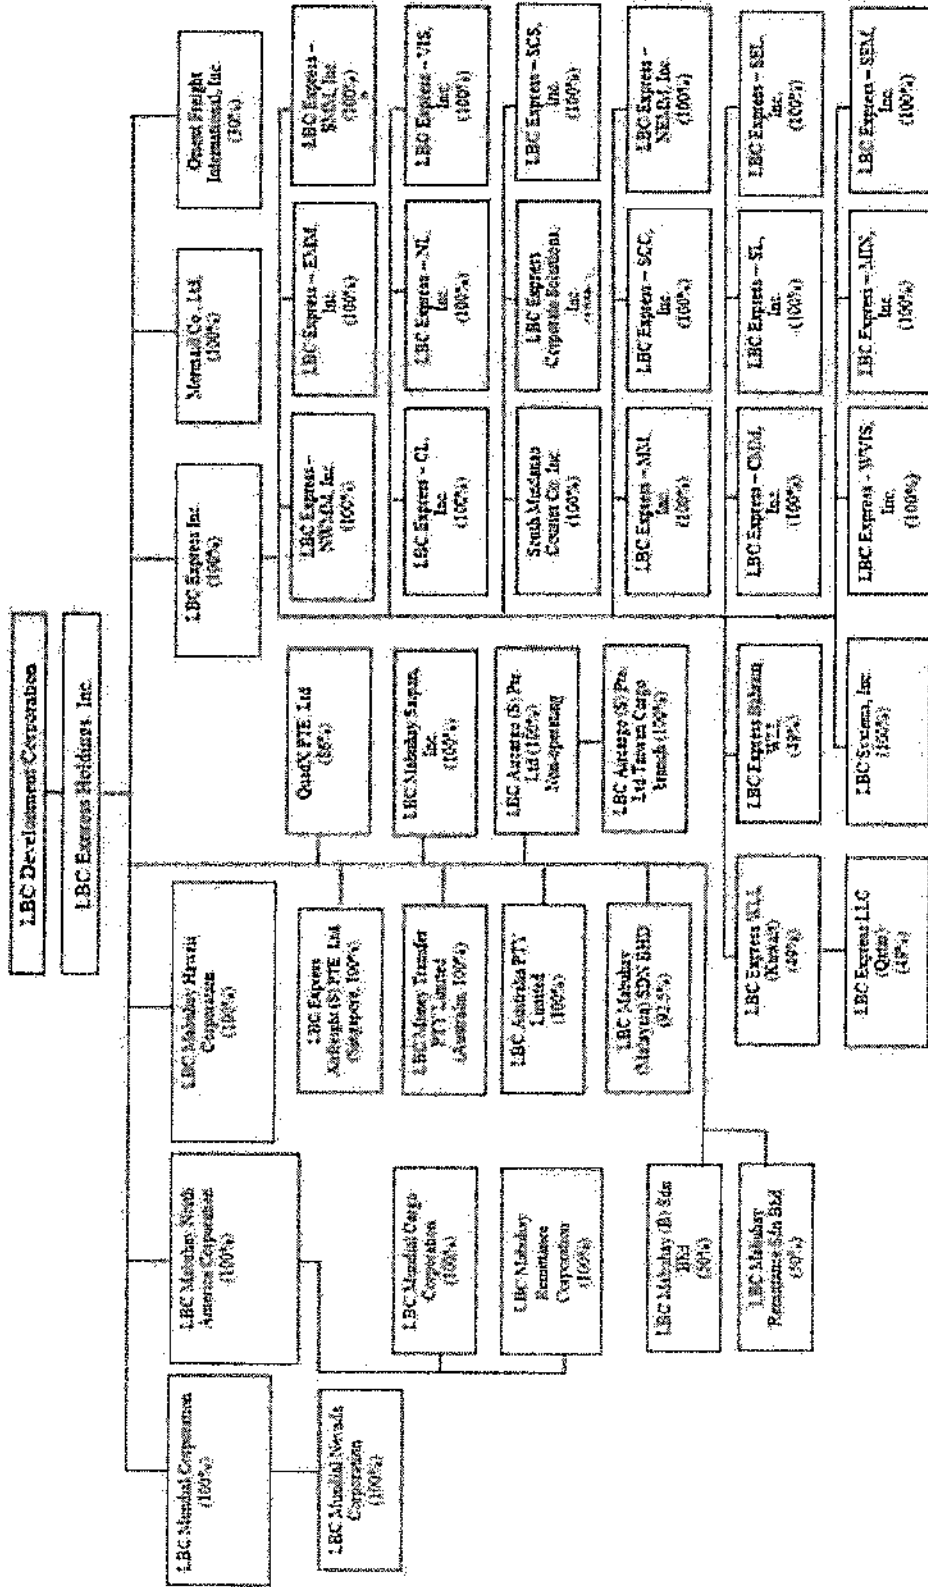 LBC Development Corporation
LBC Express Holdings, Inc.
LBC Mundial Corporation
(100%)
LBC Mabuhay North
America Corporation
(100%)
LBC Mabuhay Hawaii
Corporation
(100%)
LBC Express Inc.
(100%)
Mermaid Co., Ltd.
(100%)
Orient Freight
International, Inc.
(30%)
LBC Mundial Nevada
Corporation
(100%)
LBC Mundial Cargo
Corporation
(100%)
LBC Mabuhay
Remittance
Corporation
(100%)
LBC Mabuhay (B) Sdn
Bhd
(50%)
LBC Mabuhay
Remittance Sdn Bhd
(50%)
LBC Express
Airfreight (S) PTE. Ltd.
(Singapore, 100%)
LBC Money Transfer
PTY Limited
(Australia, 100%)
LBC Australia PTY
Limited
(100%)
LBC Mabuhay
(Malaysia) SDN BHD
(92.5%)
QuadX PTE. Ltd
(86%)
LBC Mabuhay Saipan,
Inc.
(100%)
LBC Aircargo (S) Pte.
Ltd (100%)
Non-operating
LBC Aircargo (S) Pte.
Ltd-Taiwan Cargo
branch (100%)
LBC Express WLL
(Kuwait)
(49%)
LBC Express LLC
(Qatar)
(49%)
LBC Express Bahrain
WLL
(49%)
LBC Systems, Inc.
(100%)
LBC Express –
NWMM, Inc.
(100%)
LBC Express – EMM,
Inc.
(100%)
LBC Express –
SMM, Inc.
(100%)
LBC Express – CL,
Inc.
(100%)
LBC Express – NL,
Inc.
(100%)
LBC Express – VIS,
Inc.
(100%)
South Mindanao
Courier Co. Inc.
(100%)
LBC Express
Corporate Solutions,
Inc.
LBC Express – SCS,
Inc.
(100%)
LBC Express – MM,
Inc.
(100%)
LBC Express – SCC,
Inc.
(100%)
LBC Express –
NEMM, Inc.
(100%)
LBC Express – CMM,
Inc.
(100%)
LBC Express – SL,
Inc.
(100%)
LBC Express – SEL,
Inc.
(100%)
LBC Express – WVIS,
Inc.
(100%)
LBC Express – MIN,
Inc.
(100%)
LBC Express – SEM,
Inc.
(100%)